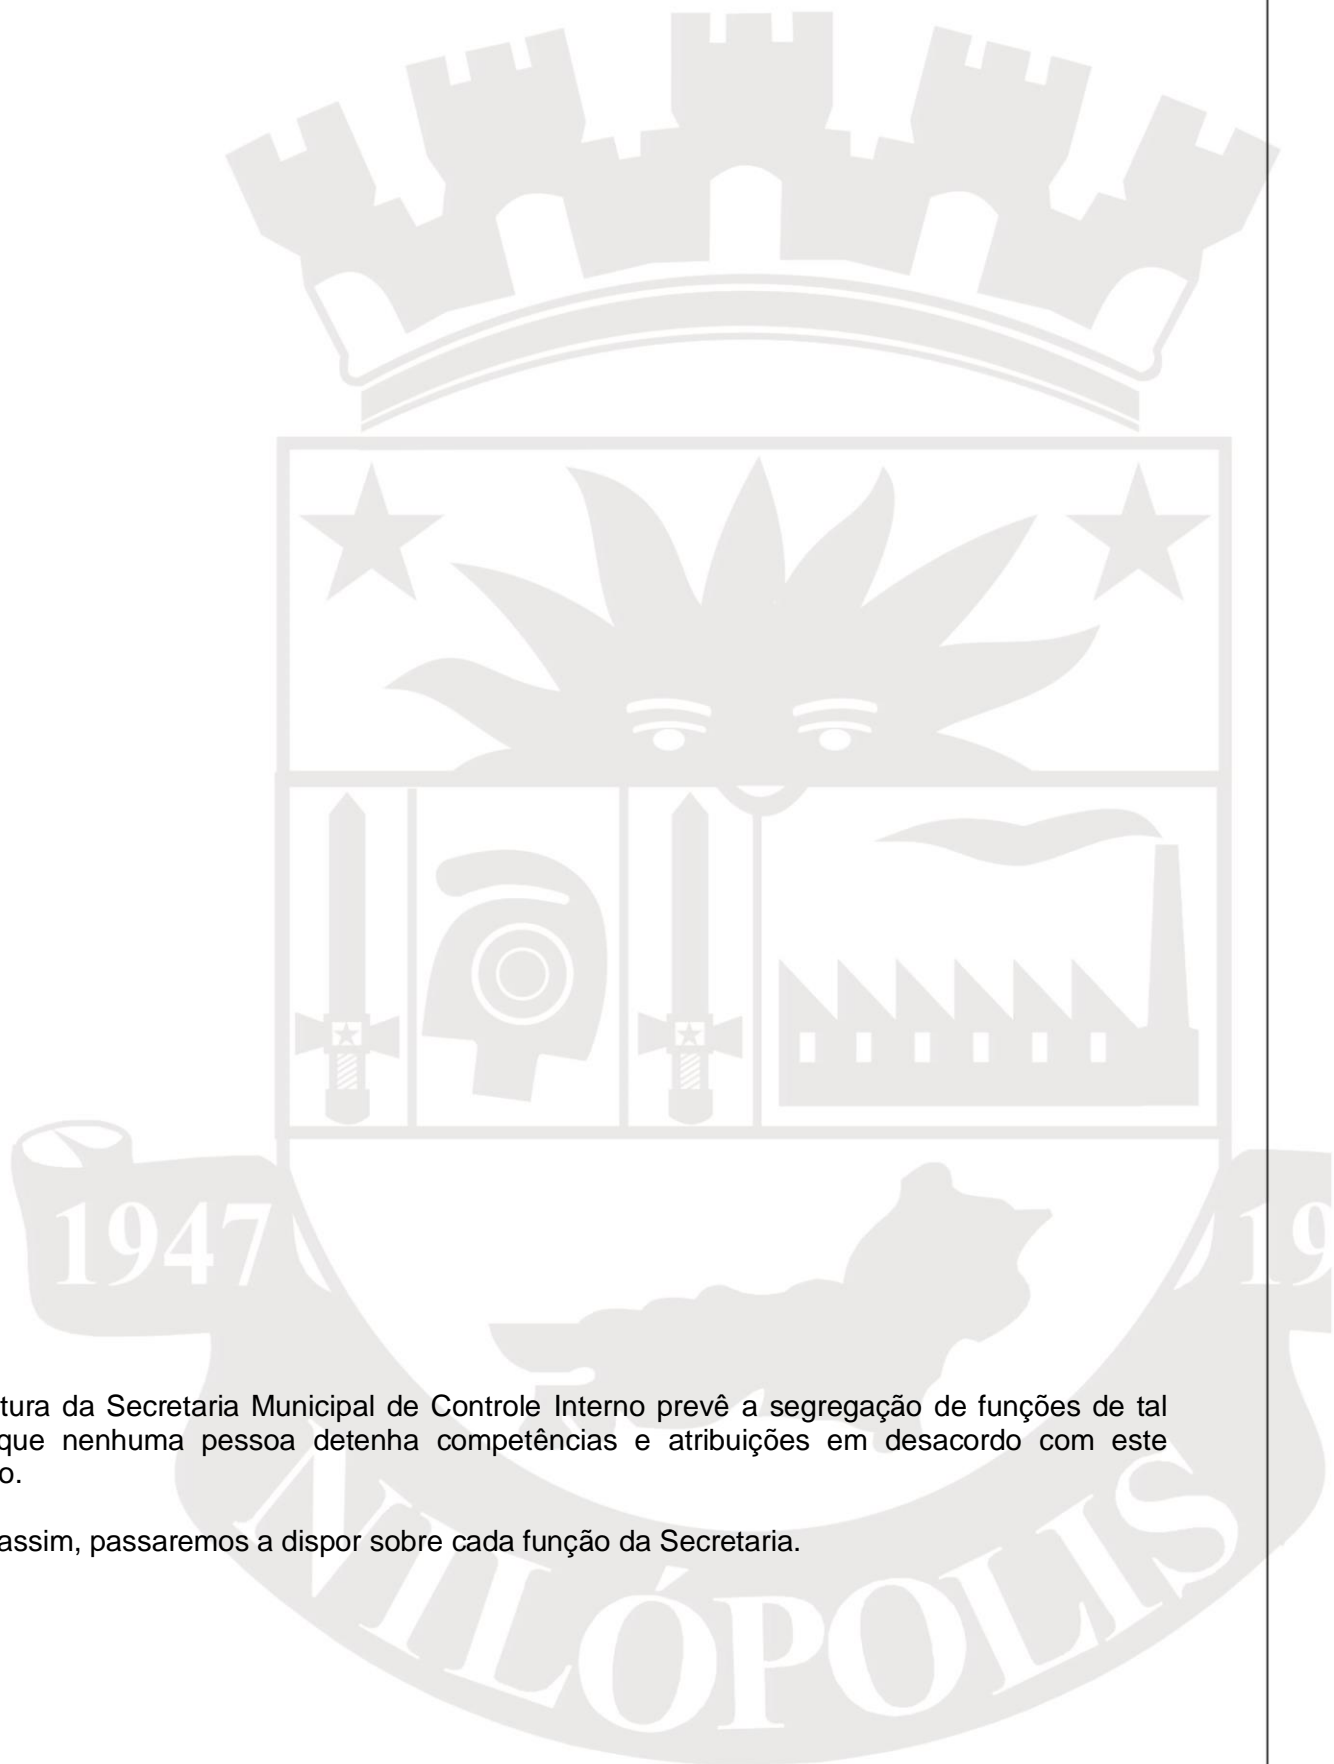 1947
19
tura da Secretaria Municipal de Controle Interno prevê a segregação de funções de tal
que nenhuma pessoa detenha competências e atribuições em desacordo com este
o.
assim, passaremos a dispor sobre cada função da Secretaria.
NILÓPOLIS